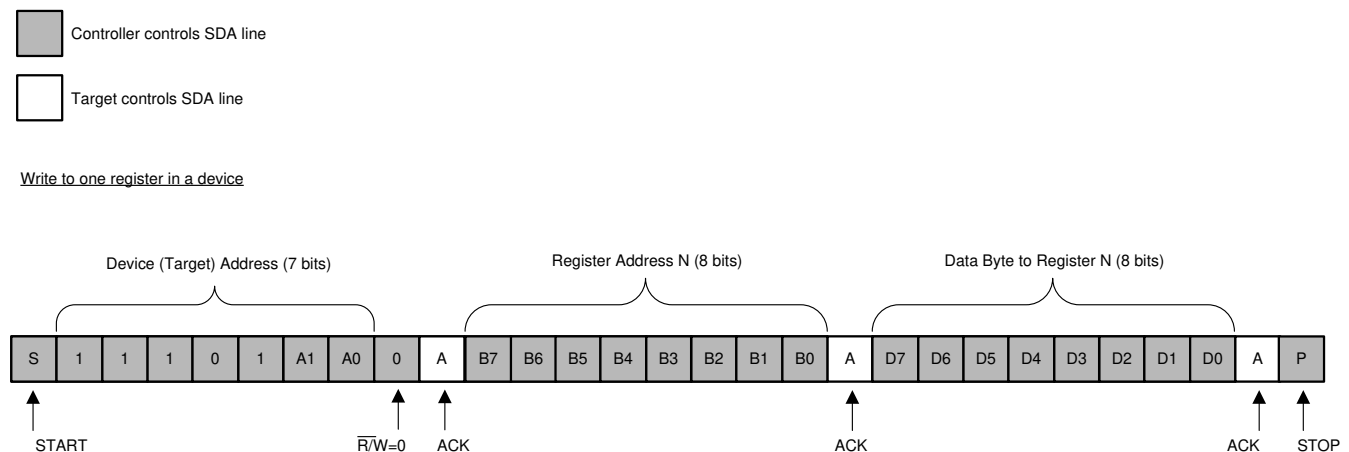 Controller controls SDA line
Target controls SDA line
Write to one register in a device
Device (Target) Address (7 bits) Register Address N (8 bits) Data Byte to Register N (8 bits)
S 1 1 1 0 1 A1 A0 0 A B7 B6 B5 B4 B3 B2 B1 B0 A D7 D6 D5 D4 D3 D2 D1 D0 A P
START R/W=0 ACK ACK ACK STOP